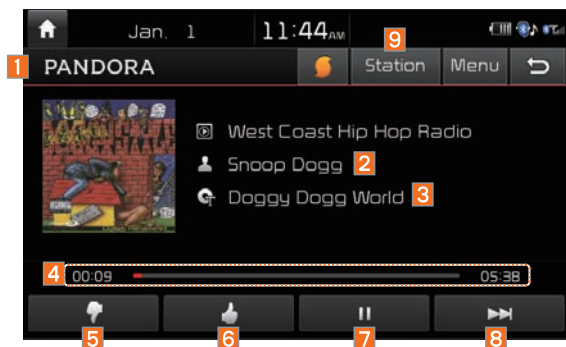 Jan. 1 11:44AM
9
1 PANDORA Station Menu
West Coast Hip Hop Radio
Snoop Dogg 2
Doggy Dogg World 3
4 00:09 05:38
5 6 7 8